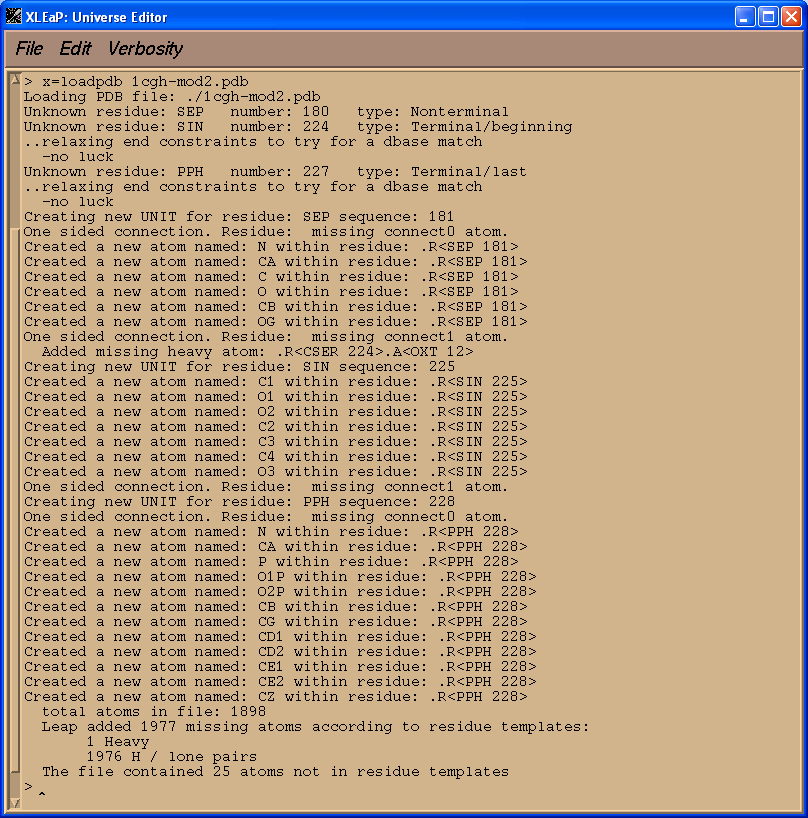 XLEaP: Universe Editor
File Edit Verbosity
> x=loadpdb 1cgh-mod2.pdb
Loading PDB file: ./1cgh-mod2.pdb
Unknown residue: SEP   number: 180   type: Nonterminal
Unknown residue: SIN   number: 224   type: Terminal/beginning
..relaxing end constraints to try for a dbase match
  -no luck
Unknown residue: PPH   number: 227   type: Terminal/last
..relaxing end constraints to try for a dbase match
  -no luck
Creating new UNIT for residue: SEP sequence: 181
One sided connection. Residue:  missing connect0 atom.
Created a new atom named: N within residue: .R<SEP 181>
Created a new atom named: CA within residue: .R<SEP 181>
Created a new atom named: C within residue: .R<SEP 181>
Created a new atom named: O within residue: .R<SEP 181>
Created a new atom named: CB within residue: .R<SEP 181>
Created a new atom named: OG within residue: .R<SEP 181>
One sided connection. Residue:  missing connect1 atom.
  Added missing heavy atom: .R<CSER 224>.A<OXT 12>
Creating new UNIT for residue: SIN sequence: 225
Created a new atom named: C1 within residue: .R<SIN 225>
Created a new atom named: O1 within residue: .R<SIN 225>
Created a new atom named: O2 within residue: .R<SIN 225>
Created a new atom named: C2 within residue: .R<SIN 225>
Created a new atom named: C3 within residue: .R<SIN 225>
Created a new atom named: C4 within residue: .R<SIN 225>
Created a new atom named: O3 within residue: .R<SIN 225>
One sided connection. Residue:  missing connect1 atom.
Creating new UNIT for residue: PPH sequence: 228
One sided connection. Residue:  missing connect0 atom.
Created a new atom named: N within residue: .R<PPH 228>
Created a new atom named: CA within residue: .R<PPH 228>
Created a new atom named: P within residue: .R<PPH 228>
Created a new atom named: O1P within residue: .R<PPH 228>
Created a new atom named: O2P within residue: .R<PPH 228>
Created a new atom named: CB within residue: .R<PPH 228>
Created a new atom named: CG within residue: .R<PPH 228>
Created a new atom named: CD1 within residue: .R<PPH 228>
Created a new atom named: CD2 within residue: .R<PPH 228>
Created a new atom named: CE1 within residue: .R<PPH 228>
Created a new atom named: CE2 within residue: .R<PPH 228>
Created a new atom named: CZ within residue: .R<PPH 228>
  total atoms in file: 1898
  Leap added 1977 missing atoms according to residue templates:
       1 Heavy
       1976 H / lone pairs
  The file contained 25 atoms not in residue templates
>